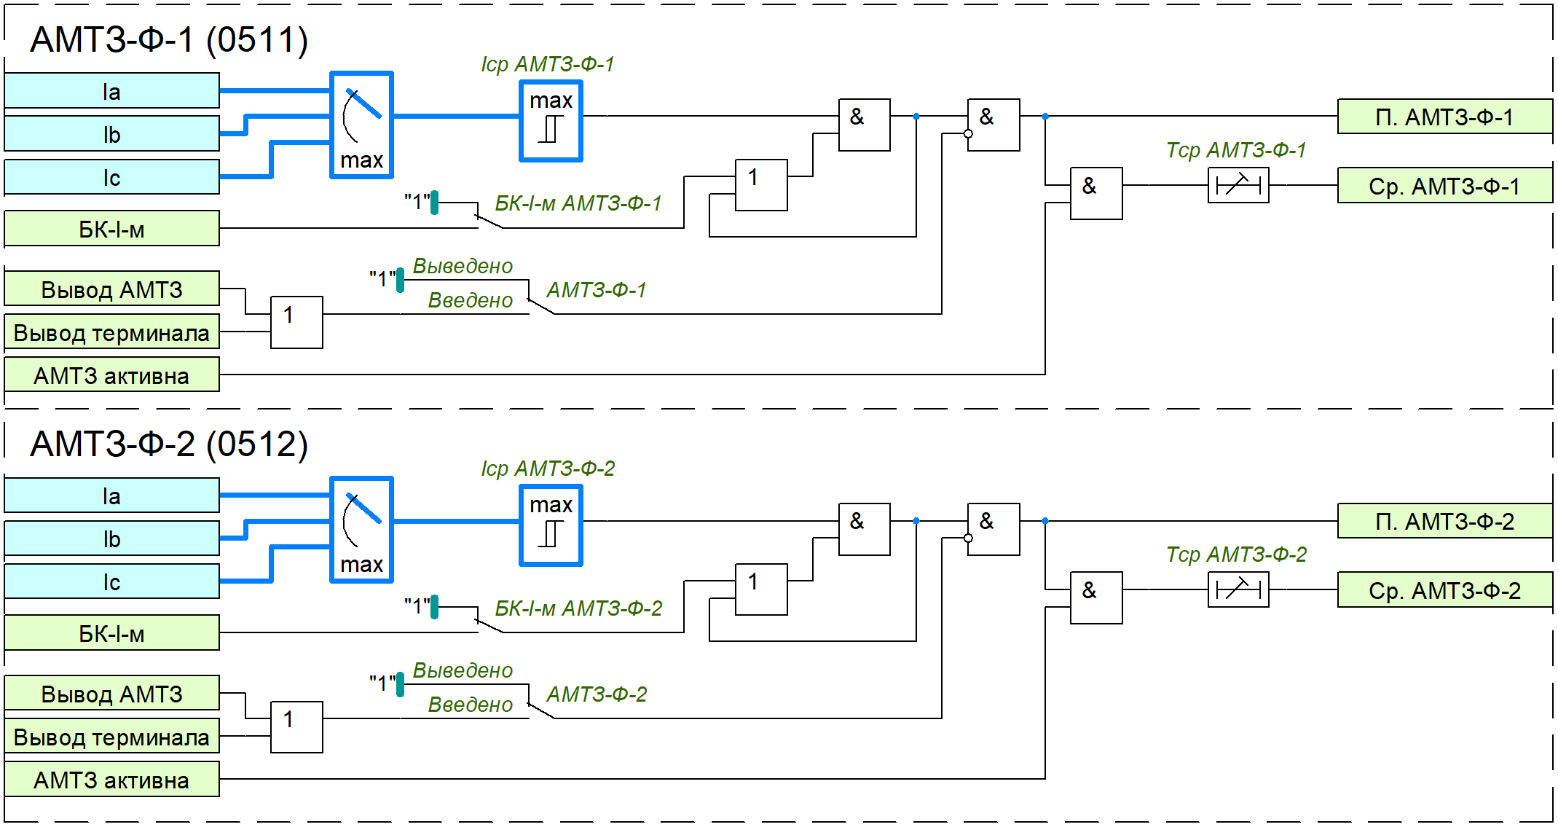 АМТЗ-Ф-1 (0511)
Ia
Ib
Ic
max
Iср АМТЗ-Ф-1
max
&
&
П. АМТЗ-Ф-1
Тср АМТЗ-Ф-1
&
Ср. АМТЗ-Ф-1
1
"1"
БК-I-м АМТЗ-Ф-1
БК-I-м
"1"
Выведено
Введено
АМТЗ-Ф-1
Вывод АМТЗ
1
Вывод терминала
АМТЗ активна
АМТЗ-Ф-2 (0512)
Ia
Ib
Ic
max
Iср АМТЗ-Ф-2
max
&
&
П. АМТЗ-Ф-2
Тср АМТЗ-Ф-2
&
Ср. АМТЗ-Ф-2
1
"1"
БК-I-м АМТЗ-Ф-2
БК-I-м
"1"
Выведено
Введено
АМТЗ-Ф-2
Вывод АМТЗ
1
Вывод терминала
АМТЗ активна